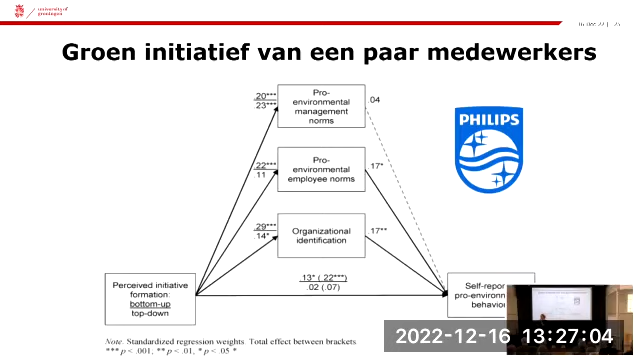 university of
groningen
Groen initiatief van een paar medewerkers
20***
23***
Pro-
environmental
management
norms
.04
PHILIPS
22***
11
Pro-
environmental
employee norms
.17*
29***
14*
Organizational
identification
.17**
13* (.22***)
.02 (.07)
Perceived initiative
formation:
bottom-up
top-down
Self-repor
pro-environm
behavio
Note. Standardized regression weights Total effect between brackets
*** p < .001, ** p < .01, * p < .05 *
2022-12-16 13:27:04